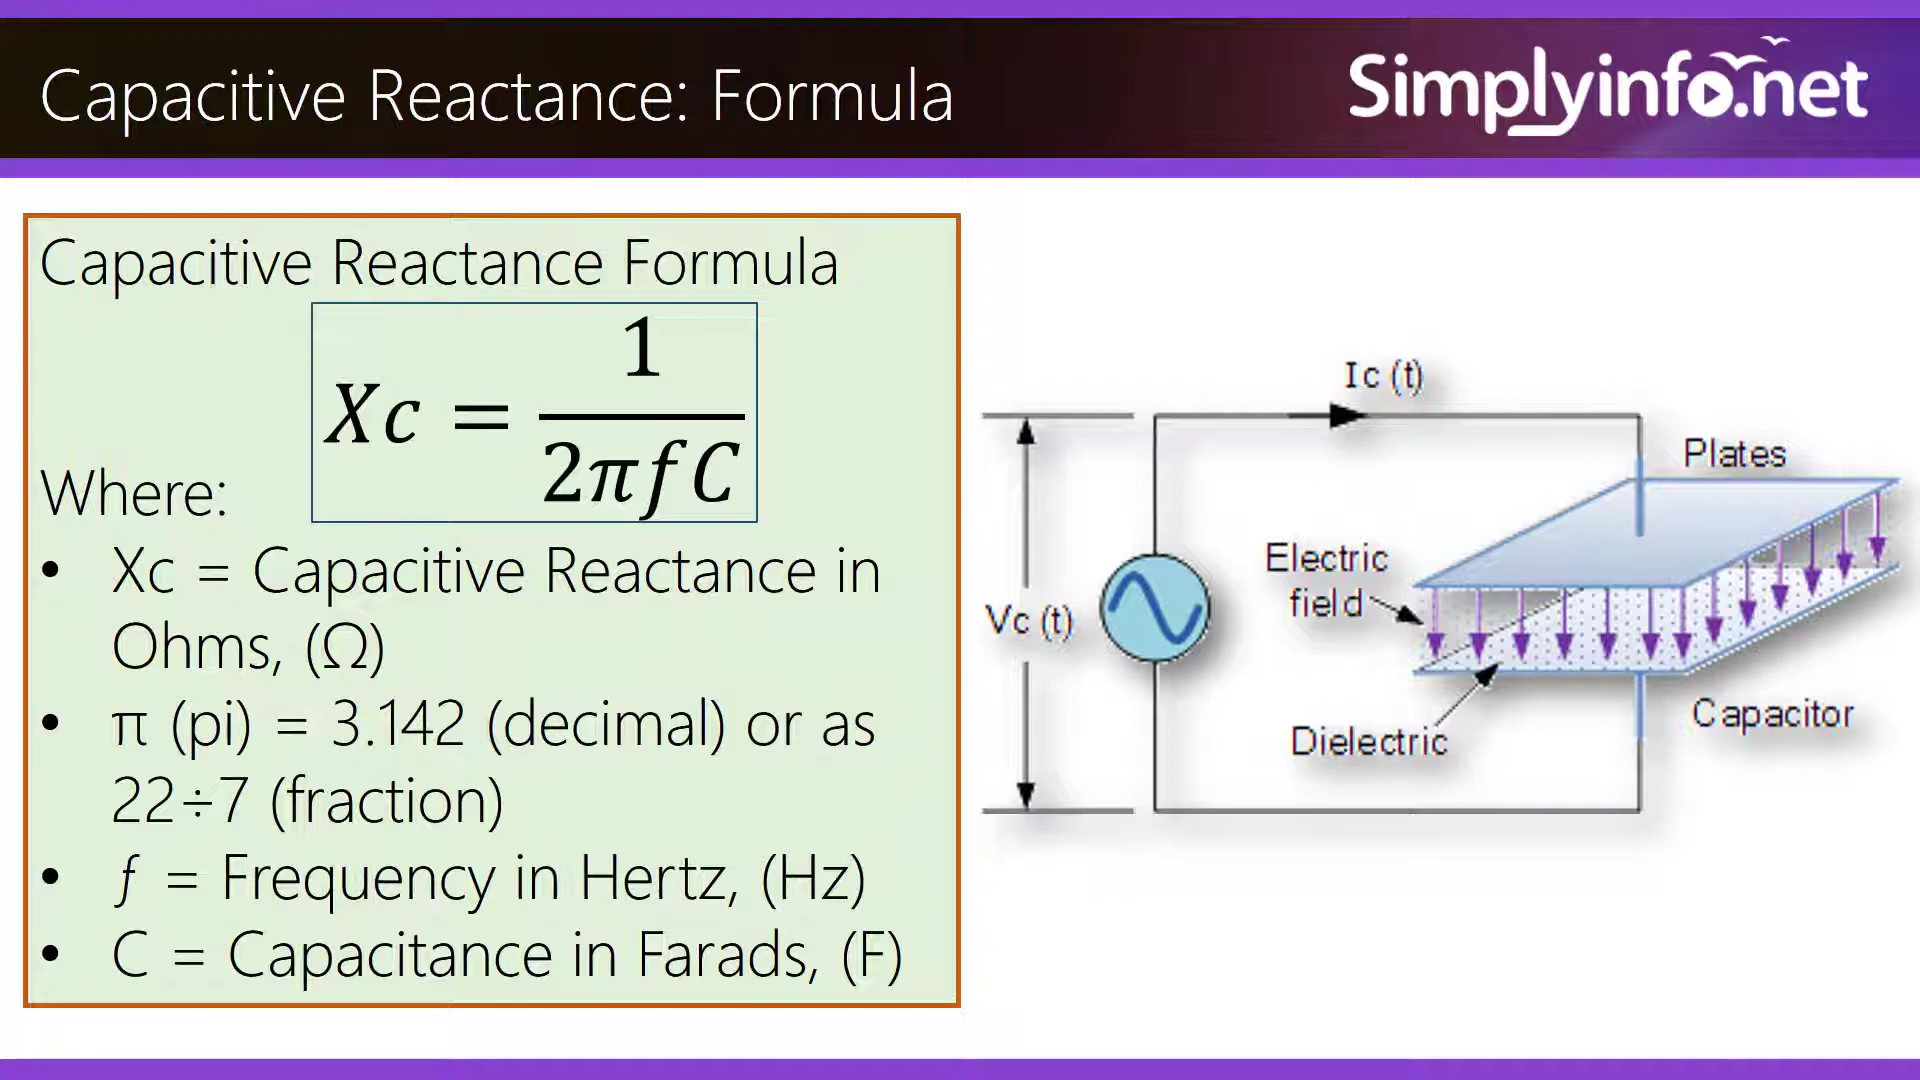 Capacitive Reactance: Formula
Simplyinfo.net
Capacitive Reactance Formula
Xc = 1 / 2πfC
Where:
• Xc = Capacitive Reactance in
Ohms, (Ω)
• π (pi) = 3.142 (decimal) or as
22÷7 (fraction)
• ƒ = Frequency in Hertz, (Hz)
• C = Capacitance in Farads, (F)
Ic (t)
Plates
Electric
field
Vc (t)
Dielectric
Capacitor